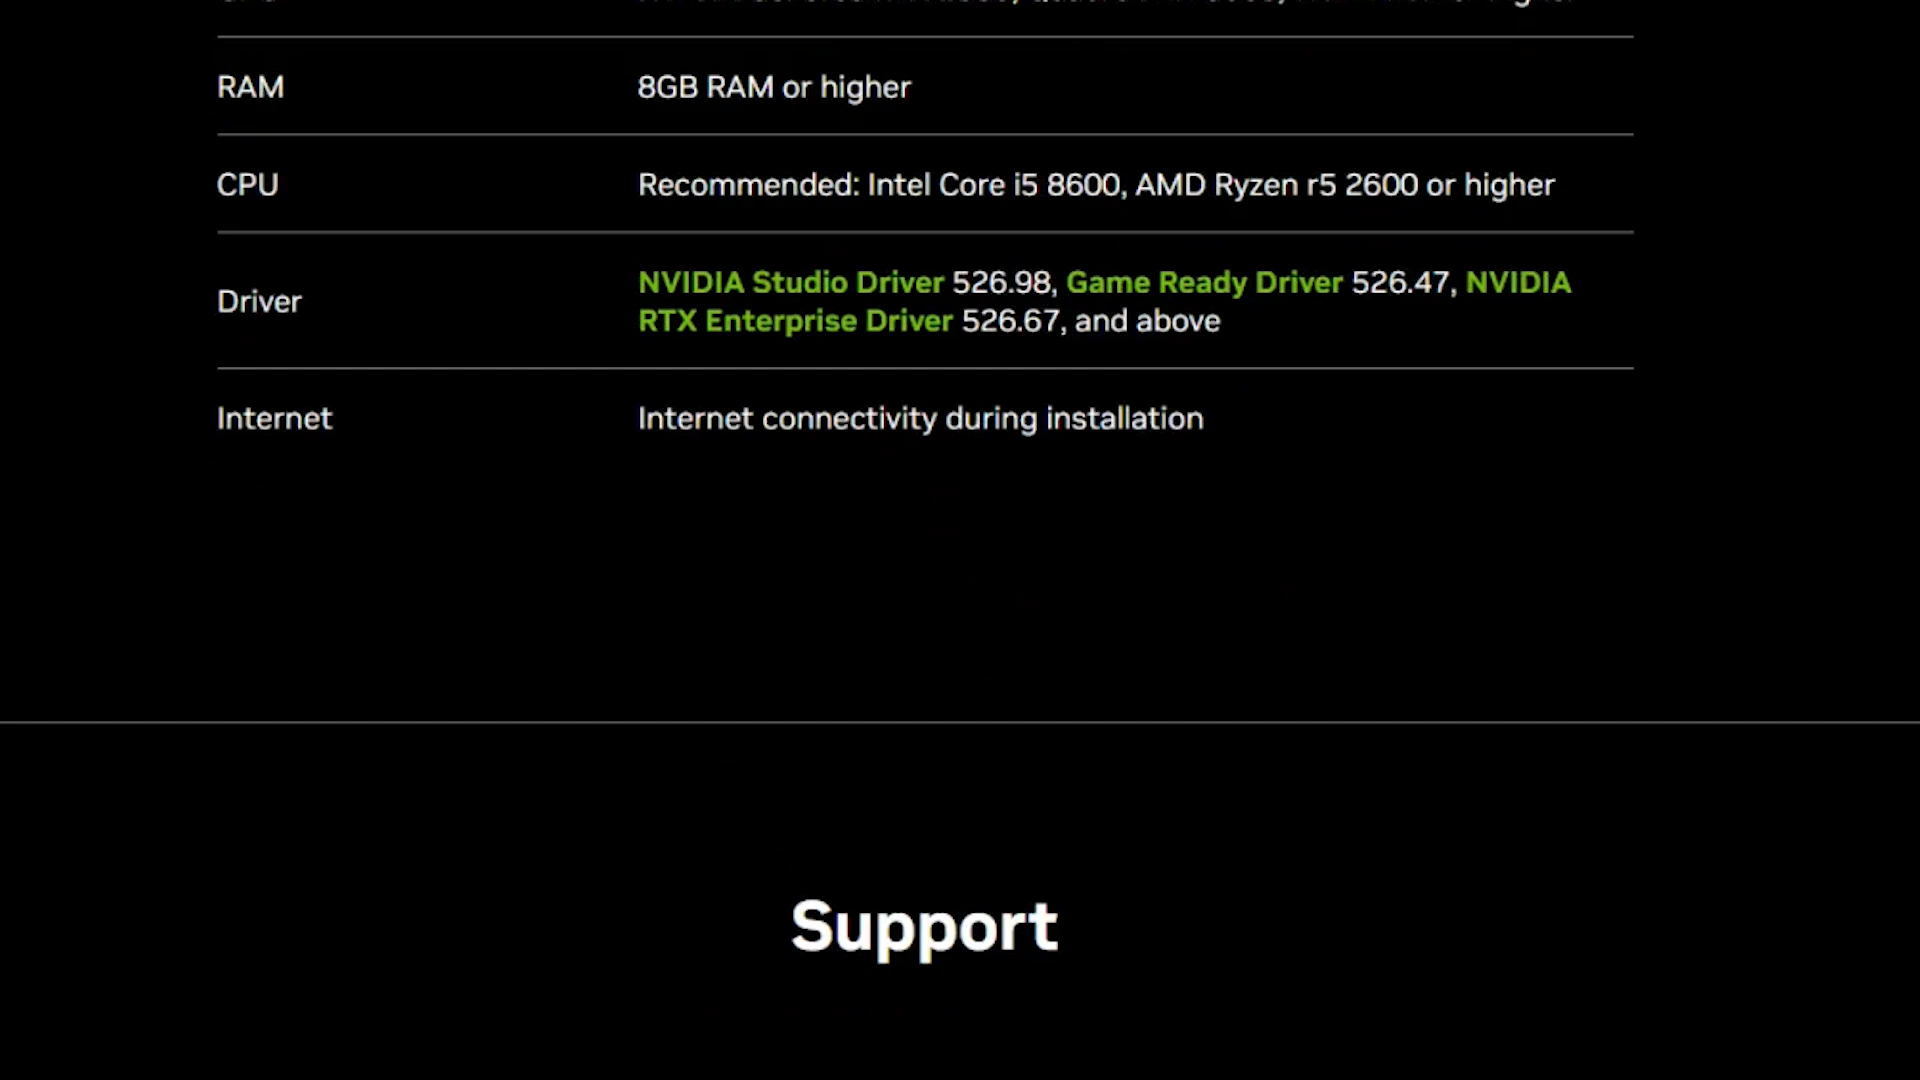 RAM
8GB RAM or higher
CPU
Recommended: Intel Core i5 8600, AMD Ryzen r5 2600 or higher
Driver
NVIDIA Studio Driver 526.98, Game Ready Driver 526.47, NVIDIA
RTX Enterprise Driver 526.67, and above
Internet
Internet connectivity during installation
Support